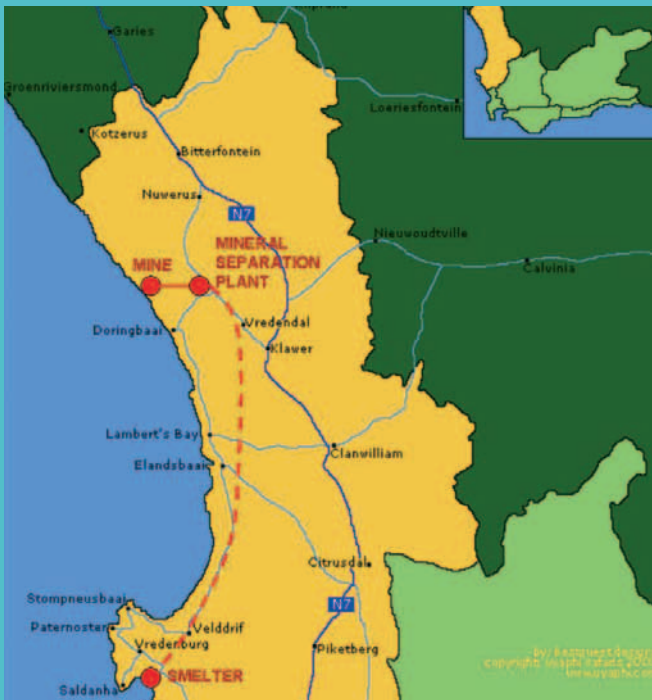 Garies
Groenriviersmond
Loeriesfontein
Kotzerus
Bitterfontein
Nuwerus
N7
Nieuwoudtville
MINERAL
SEPARATION
PLANT
MINE
Calvinia
Doringbaai
Vredendal
Klawer
Lambert's Bay
Clanwilliam
Elandsbaai
Citrusdal
Stompneusbaai
N7
Paternoster
Velddrif
Vredenburg
Piketberg
SMELTER
Saldanha